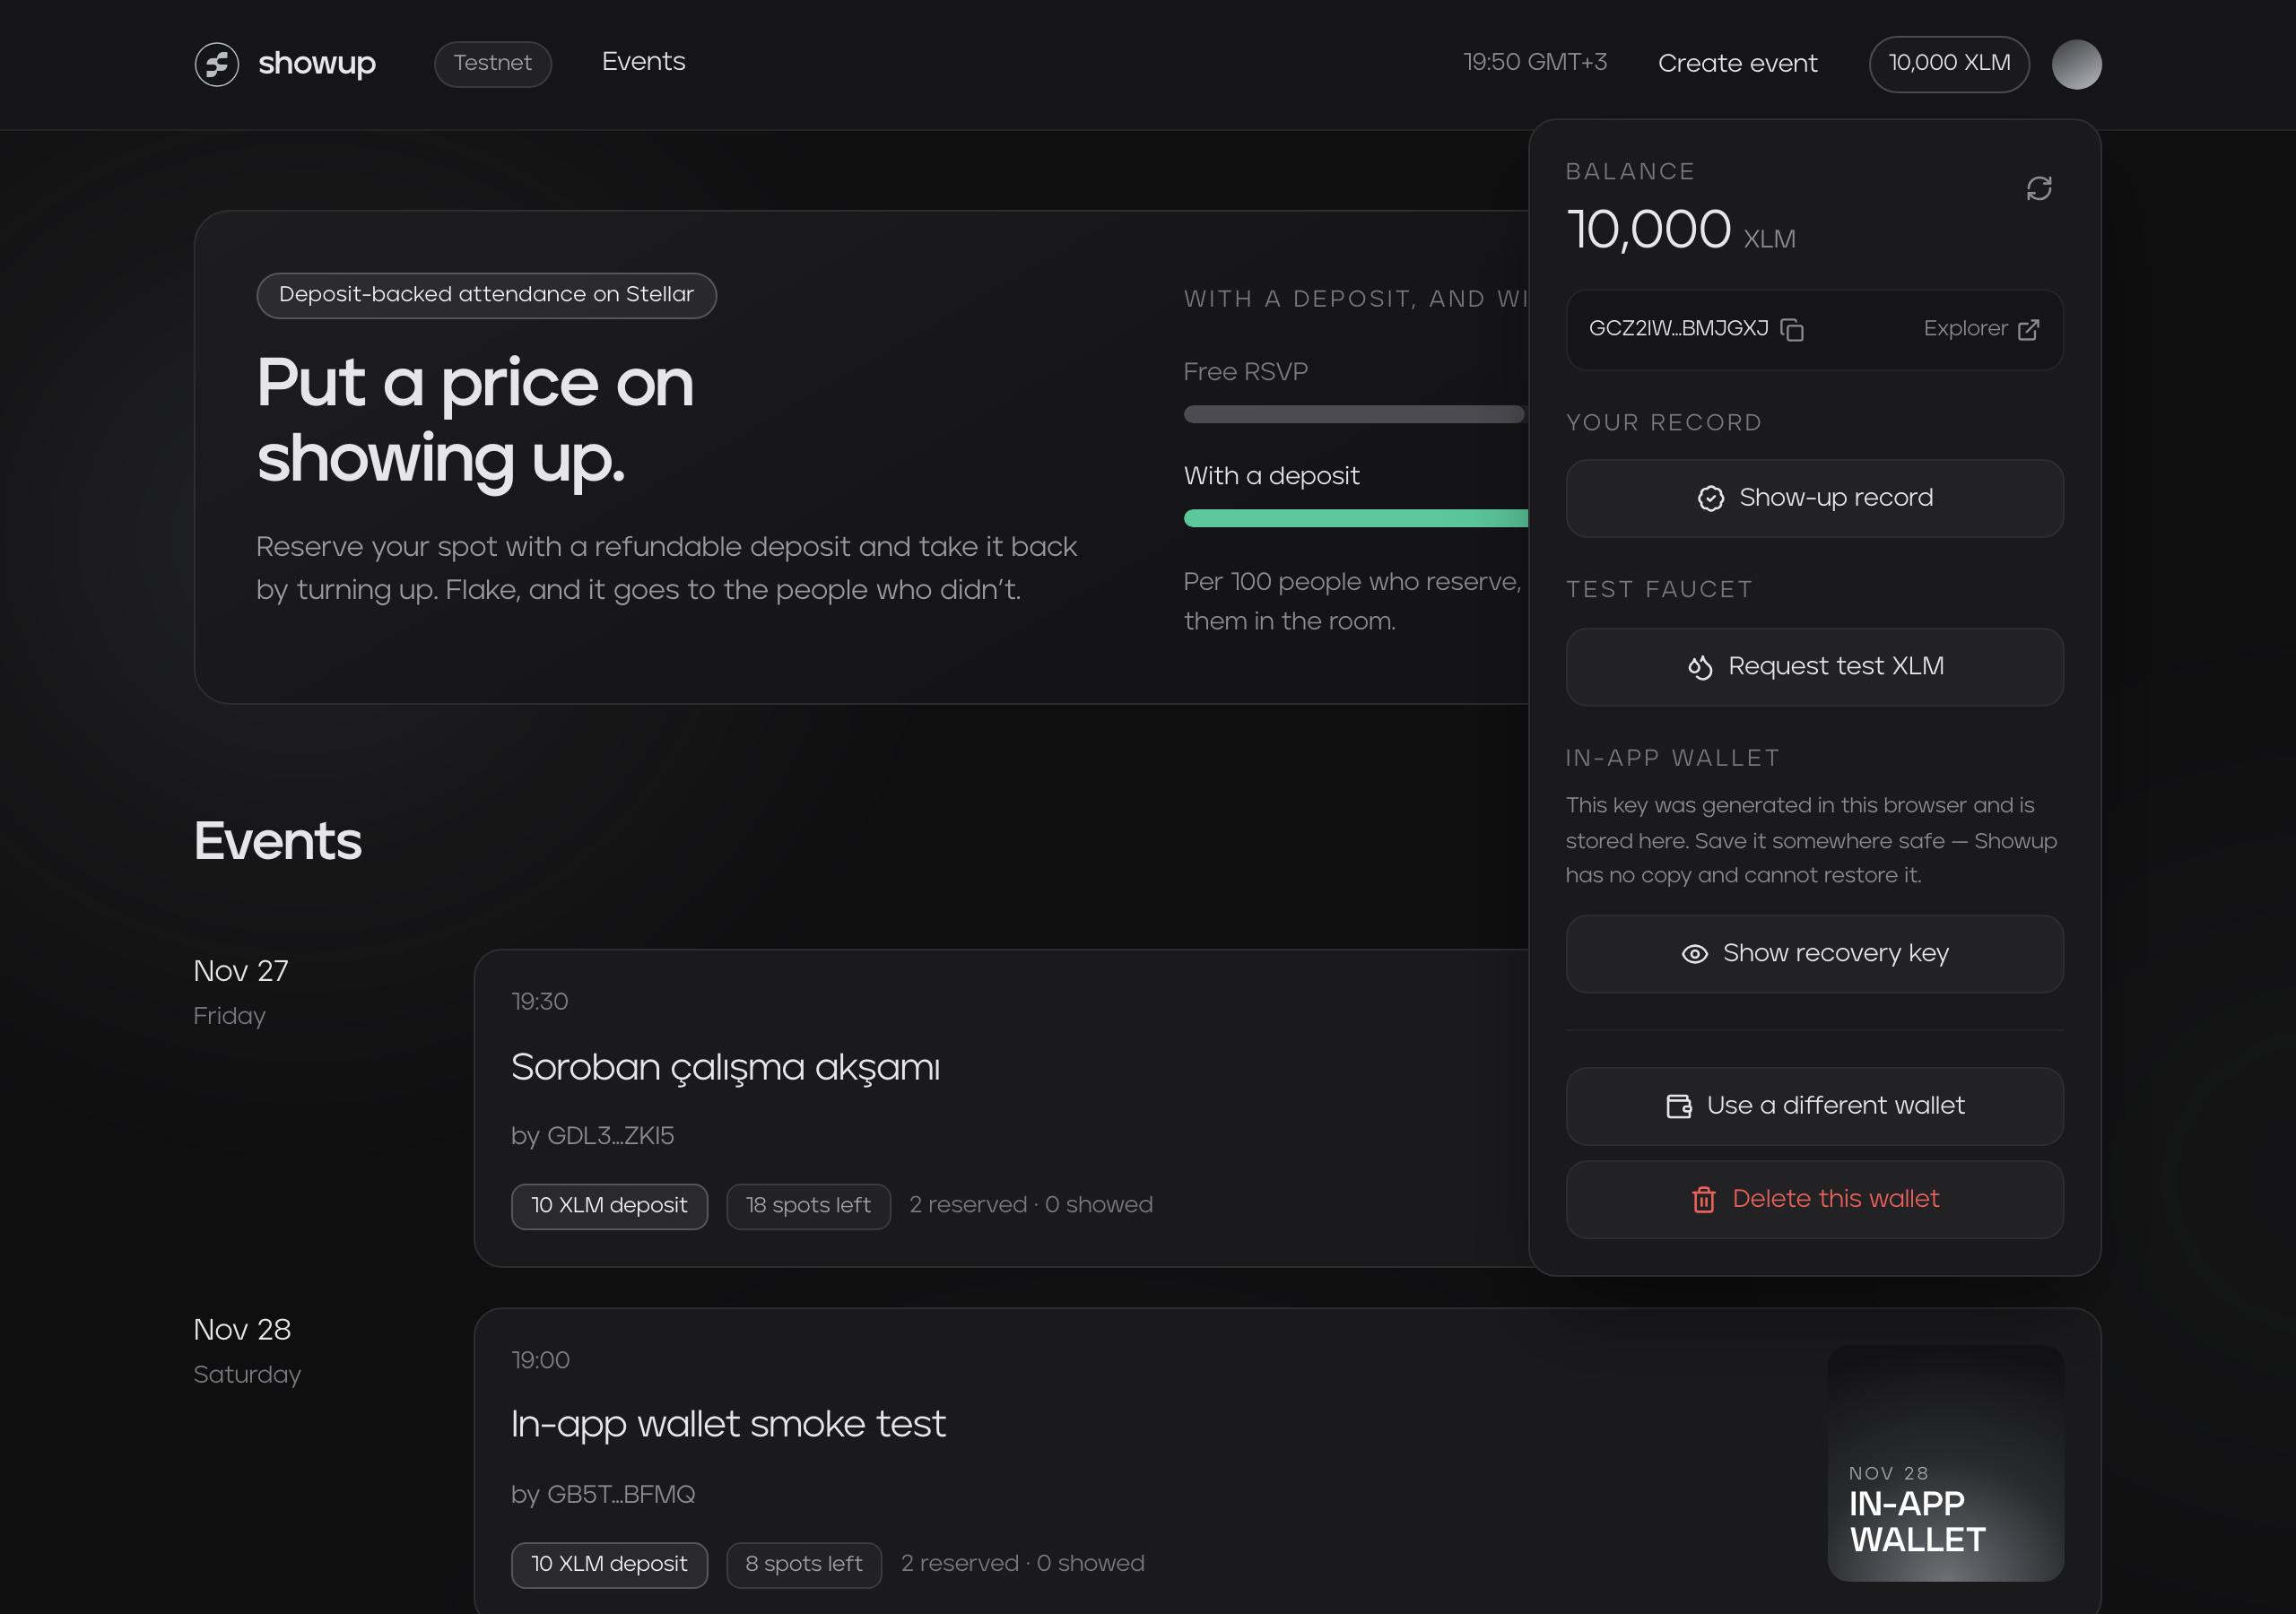 showup
Testnet
Events
19:50 GMT+3
Create event
10,000 XLM
Deposit-backed attendance on Stellar
Put a price on
showing up.
Reserve your spot with a refundable deposit and take it back
by turning up. Flake, and it goes to the people who didn't.
WITH A DEPOSIT, AND WI
Free RSVP
With a deposit
Per 100 people who reserve,
them in the room.
BALANCE
10,000 XLM
GCZ2IW...BMJGXJ
Explorer
YOUR RECORD
Show-up record
TEST FAUCET
Request test XLM
IN-APP WALLET
This key was generated in this browser and is
stored here. Save it somewhere safe — Showup
has no copy and cannot restore it.
Show recovery key
Use a different wallet
Delete this wallet
Events
Nov 27
Friday
19:30
Soroban çalışma akşamı
by GDL3...ZKI5
10 XLM deposit
18 spots left
2 reserved · 0 showed
Nov 28
Saturday
19:00
In-app wallet smoke test
by GB5T...BFMQ
10 XLM deposit
8 spots left
2 reserved · 0 showed
NOV 28
IN-APP
WALLET